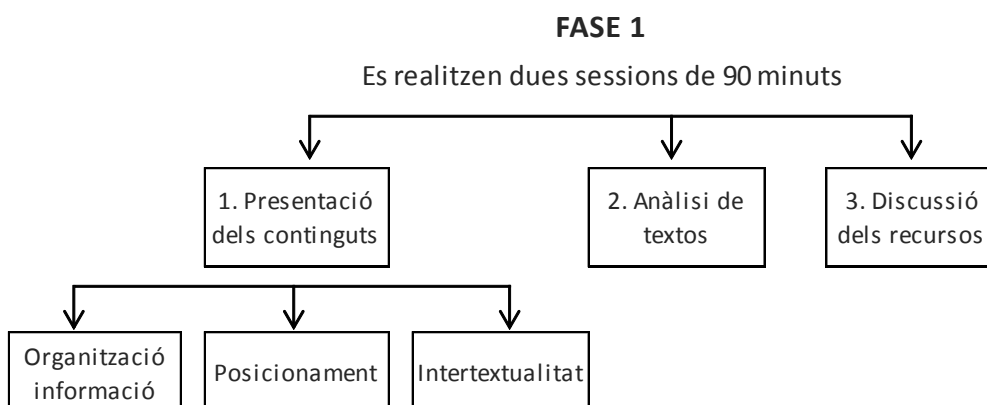 FASE 1
Es realitzen dues sessions de 90 minuts
1. Presentació
dels continguts
2. Anàlisi de
textos
3. Discussió
dels recursos
Organització
informació
Posicionament
Intertextualitat